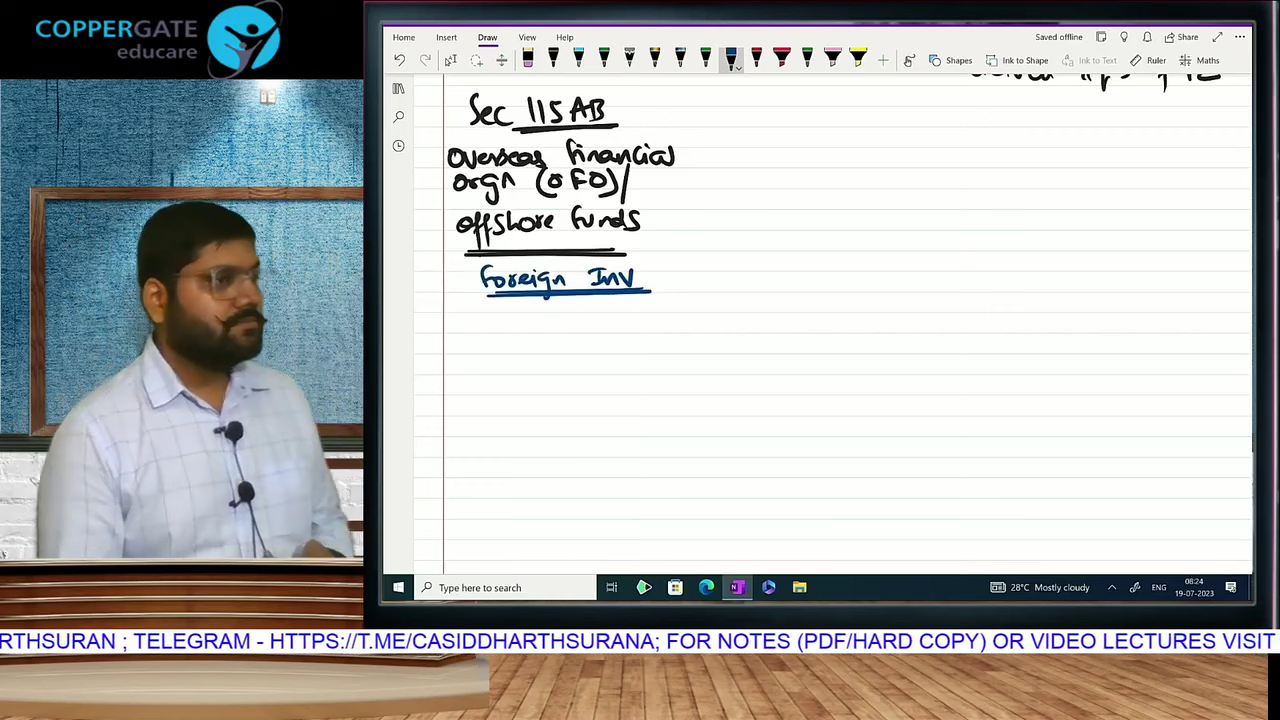 COPPERGATE
educare
Home Insert Draw View Help
Saved offline
Share
Shapes
Ink to Shape
Ink to Text
Ruler
Maths
Sec 115AB
overseas financial
orgn (OFO)/
offshore funds
Foreign Inv
Type here to search
28°C Mostly cloudy
ENG
08:24
19-07-2023
RTHSURAN ; TELEGRAM - HTTPS://T.ME/CASIDDHARTHSURANA; FOR NOTES (PDF/HARD COPY) OR VIDEO LECTURES VISIT